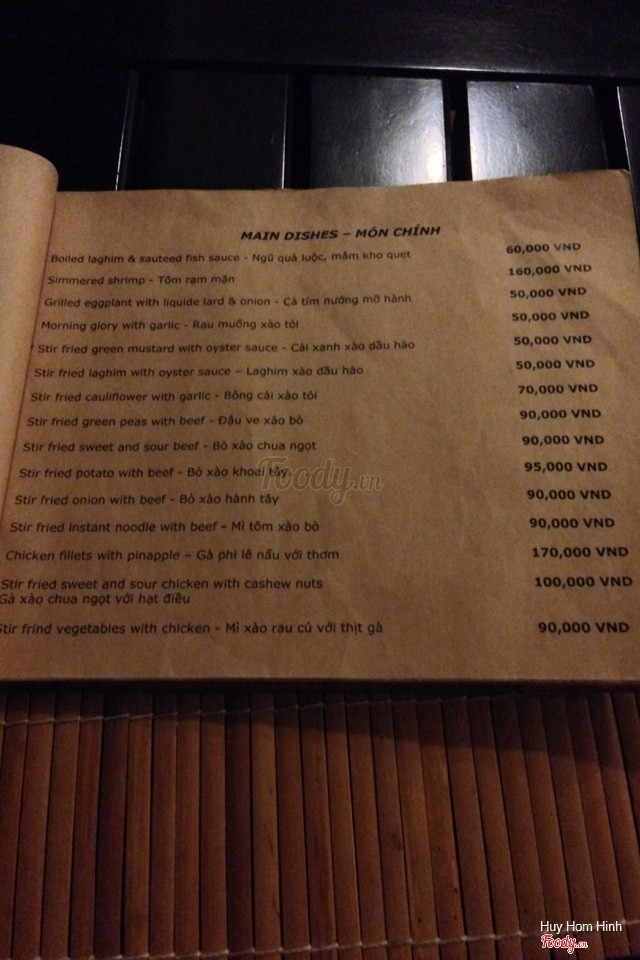 MAIN DISHES – MÓN CHÍNH
Boiled laghim & sauteed fish sauce - Ngũ quả luộc, mắm kho quẹt 60,000 VND
Simmered shrimp - Tôm ram mặn 160,000 VND
Grilled eggplant with liquide lard & onion - Cà tím nướng mỡ hành 50,000 VND
Morning glory with garlic - Rau muống xào tỏi 50,000 VND
Stir fried green mustard with oyster sauce - Cải xanh xào dầu hào 50,000 VND
Stir fried laghim with oyster sauce – Laghim xào dầu hào 50,000 VND
Stir fried cauliflower with garlic - Bông cải xào tỏi 70,000 VND
Stir fried green peas with beef - Đậu ve xào bò 90,000 VND
Stir fried sweet and sour beef - Bò xào chua ngọt 90,000 VND
Stir fried potato with beef - Bò xào khoai tây 95,000 VND
Stir fried onion with beef - Bò xào hành tây 90,000 VND
Stir fried instant noodle with beef – Mì tôm xào bò 90,000 VND
Chicken fillets with pinapple – Gà phi lê nấu với thơm 170,000 VND
Stir fried sweet and sour chicken with cashew nuts 100,000 VND
Gà xào chua ngọt với hạt điều
Stir frind vegetables with chicken - Mì xào rau củ với thịt gà 90,000 VND
Foody.vn
Huy Hom Hinh
Foody.vn